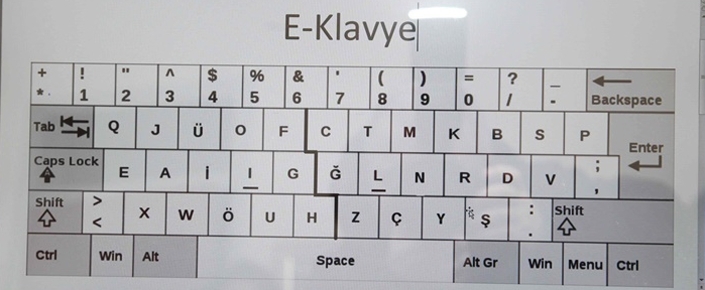 E-Klavye
+ ! " ^ $ % & ' ( ) = ? _
* 1 2 3 4 5 6 7 8 9 0 / - Backspace
Tab Q J Ü O F C T M K B S P
Enter
Caps Lock E A İ I G Ğ L N R D V ; ,
Shift > < X W Ö U H Z Ç Y Ş : . Shift
Ctrl Win Alt Space Alt Gr Win Menu Ctrl